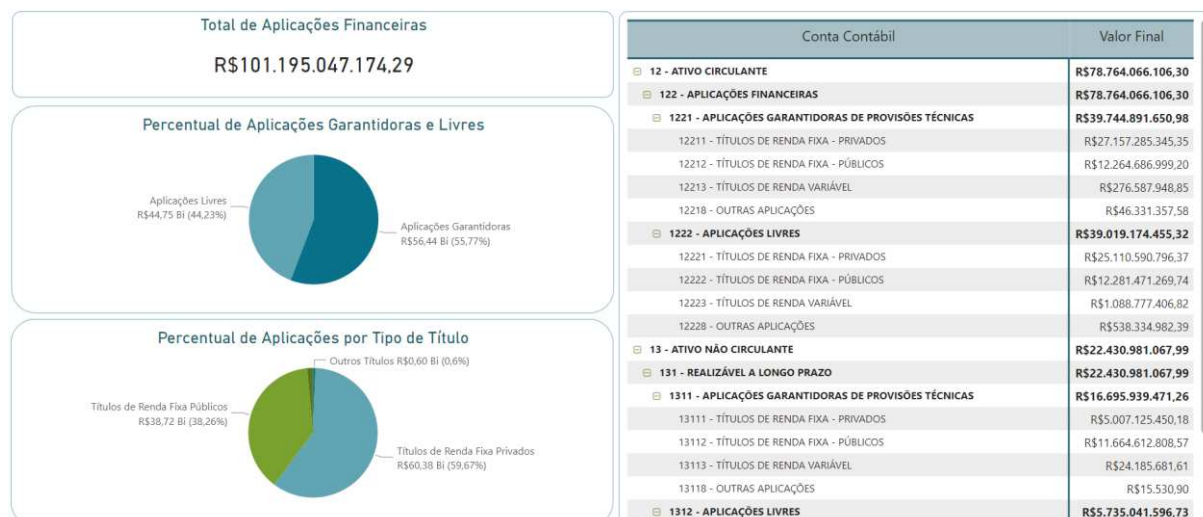 Total de Aplicações Financeiras
R$101.195.047.174,29
Percentual de Aplicações Garantidoras e Livres
Aplicações Livres
R$44,75 Bi (44,23%)
Aplicações Garantidoras
R$56,44 Bi (55,77%)
Percentual de Aplicações por Tipo de Título
Outros Títulos R$0,60 Bi (0,6%)
Títulos de Renda Fixa Públicos
R$38,72 Bi (38,26%)
Títulos de Renda Fixa Privados
R$60,38 Bi (59,67%)
Conta Contábil Valor Final
12 - ATIVO CIRCULANTE R$78.764.066.106,30
122 - APLICAÇÕES FINANCEIRAS R$78.764.066.106,30
1221 - APLICAÇÕES GARANTIDORAS DE PROVISÕES TÉCNICAS R$39.744.891.650,98
12211 - TÍTULOS DE RENDA FIXA - PRIVADOS R$27.157.285.345,35
12212 - TÍTULOS DE RENDA FIXA - PÚBLICOS R$12.264.686.999,20
12213 - TÍTULOS DE RENDA VARIÁVEL R$276.587.948,85
12218 - OUTRAS APLICAÇÕES R$46.331.357,58
1222 - APLICAÇÕES LIVRES R$39.019.174.455,32
12221 - TÍTULOS DE RENDA FIXA - PRIVADOS R$25.110.590.796,37
12222 - TÍTULOS DE RENDA FIXA - PÚBLICOS R$12.281.471.269,74
12223 - TÍTULOS DE RENDA VARIÁVEL R$1.088.777.406,82
12228 - OUTRAS APLICAÇÕES R$538.334.982,39
13 - ATIVO NÃO CIRCULANTE R$22.430.981.067,99
131 - REALIZÁVEL A LONGO PRAZO R$22.430.981.067,99
1311 - APLICAÇÕES GARANTIDORAS DE PROVISÕES TÉCNICAS R$16.695.939.471,26
13111 - TÍTULOS DE RENDA FIXA - PRIVADOS R$5.007.125.450,18
13112 - TÍTULOS DE RENDA FIXA - PÚBLICOS R$11.664.612.808,57
13113 - TÍTULOS DE RENDA VARIÁVEL R$24.185.681,61
13118 - OUTRAS APLICAÇÕES R$15.530,90
1312 - APLICAÇÕES LIVRES R$5.735.041.596,73